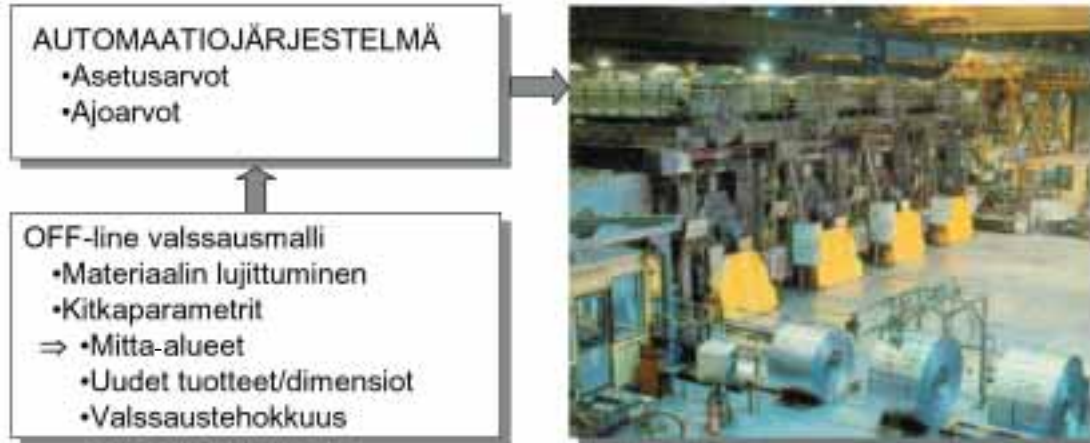 AUTOMAATIOJÄRJESTELMÄ
•Asetusarvot
•Ajoarvot
OFF-line valssausmalli
•Materiaalin lujittuminen
•Kitkaparametrit
⇒ •Mitta-alueet
•Uudet tuotteet/dimensiot
•Valssaustehokkuus